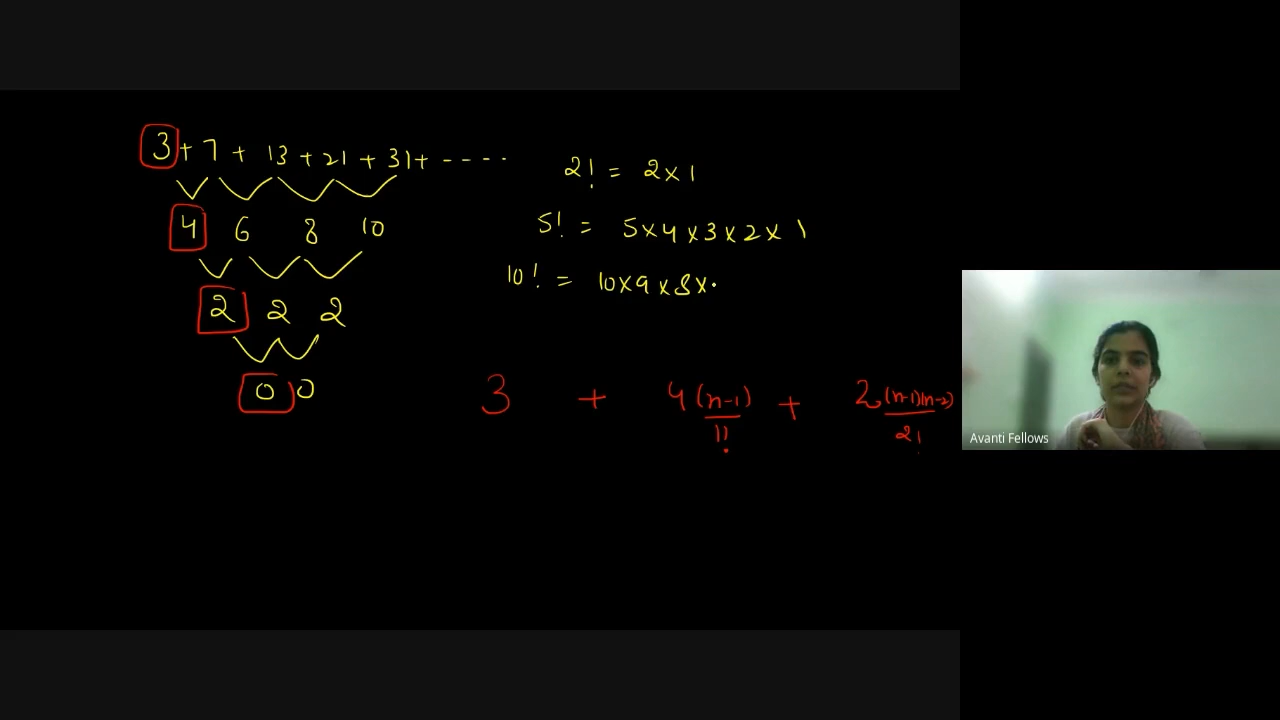 3 + 7 + 13 + 21 + 31 + - - - -
4 6 8 10
2 2 2
0 0
2! = 2 x 1
5! = 5 x 4 x 3 x 2 x 1
10! = 10 x 9 x 8 x .
3 + 4 (n-1)/1! + 2 (n-1)(n-2)/2!
Avanti Fellows